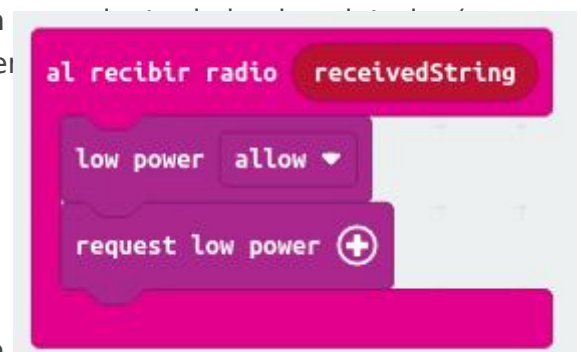 al recibir radio receivedString
low power allow
request low power